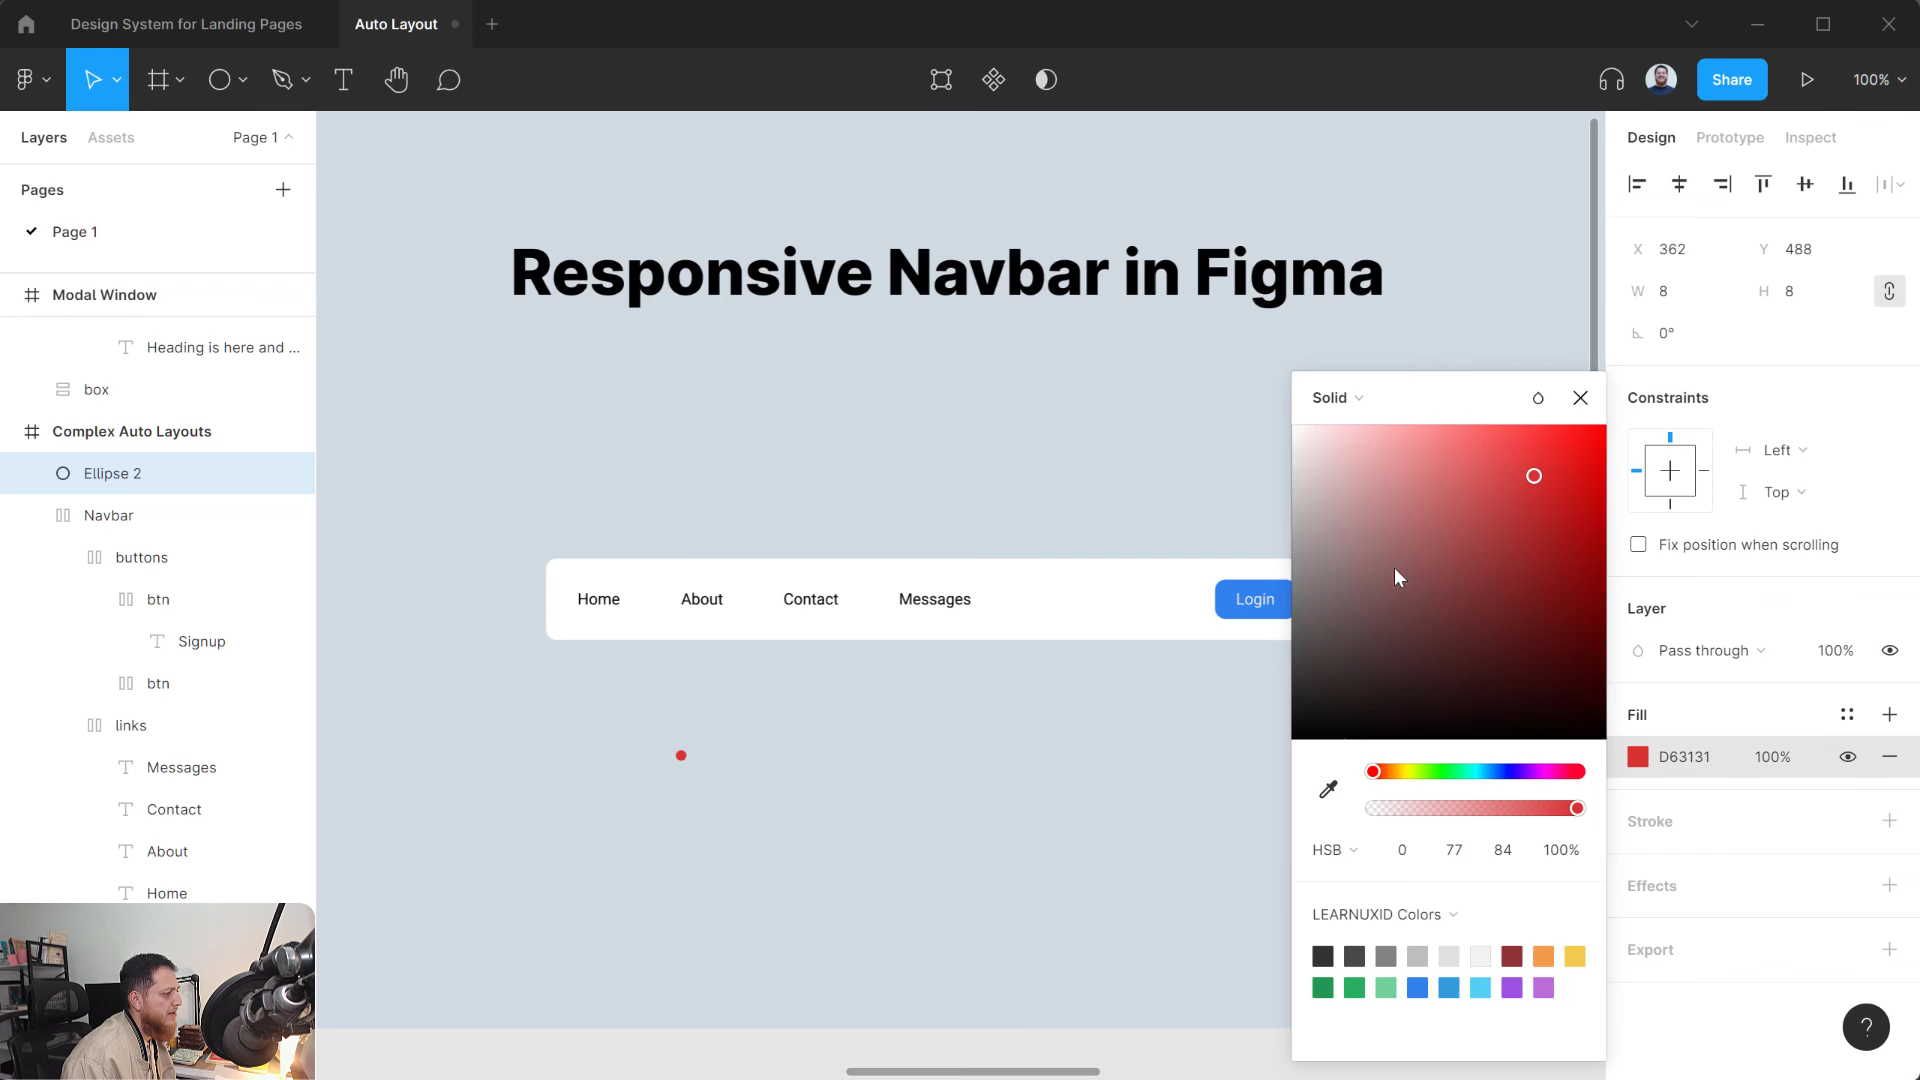 Design System for Landing Pages
Auto Layout
Share
100%
Layers
Assets
Page 1
Pages
Page 1
Modal Window
Heading is here and ...
box
Complex Auto Layouts
Ellipse 2
Navbar
buttons
btn
Signup
btn
links
Messages
Contact
About
Home
Responsive Navbar in Figma
Home
About
Contact
Messages
Login
Solid
HSB
0
77
84
100%
LEARNUXID Colors
Design
Prototype
Inspect
X
362
Y
488
W
8
H
8
0°
Constraints
Left
Top
Fix position when scrolling
Layer
Pass through
100%
Fill
D63131
100%
Stroke
Effects
Export
?